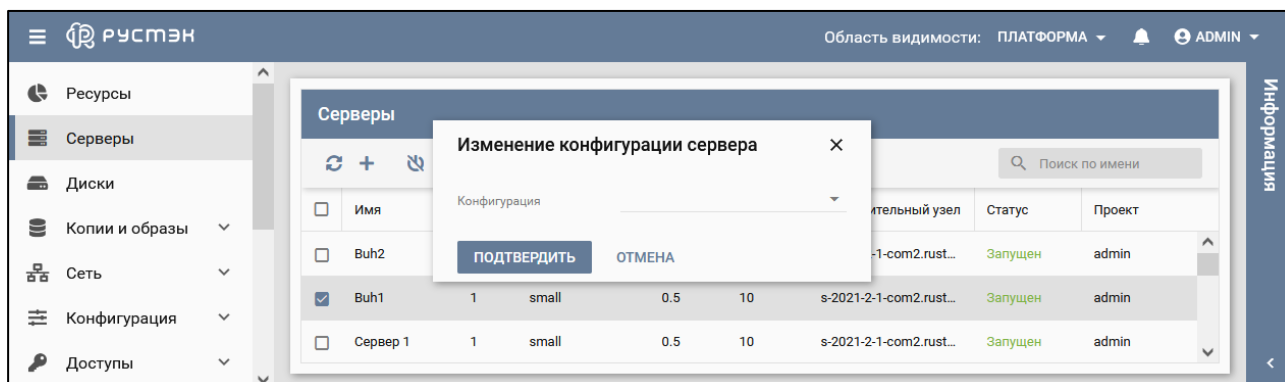 РУСТЭК
Область видимости: ПЛАТФОРМА
ADMIN
Ресурсы
Серверы
Диски
Копии и образы
Сеть
Конфигурация
Доступы
Серверы
Поиск по имени
Изменение конфигурации сервера
Конфигурация
ПОДТВЕРДИТЬ ОТМЕНА
Имя ительный узел Статус Проект
Buh2 -1-com2.rust... Запущен admin
Buh1 1 small 0.5 10 s-2021-2-1-com2.rust... Запущен admin
Сервер 1 1 small 0.5 10 s-2021-2-1-com2.rust... Запущен admin
Информация